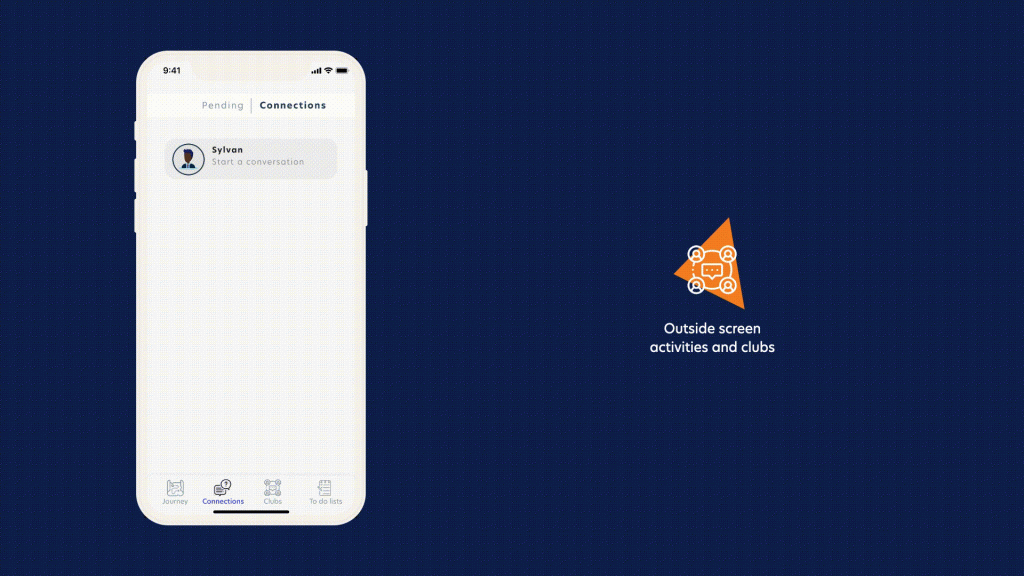 9:41
Pending | Connections
Sylvan
Start a conversation
Journey Connections Clubs To do lists
Outside screen
activities and clubs